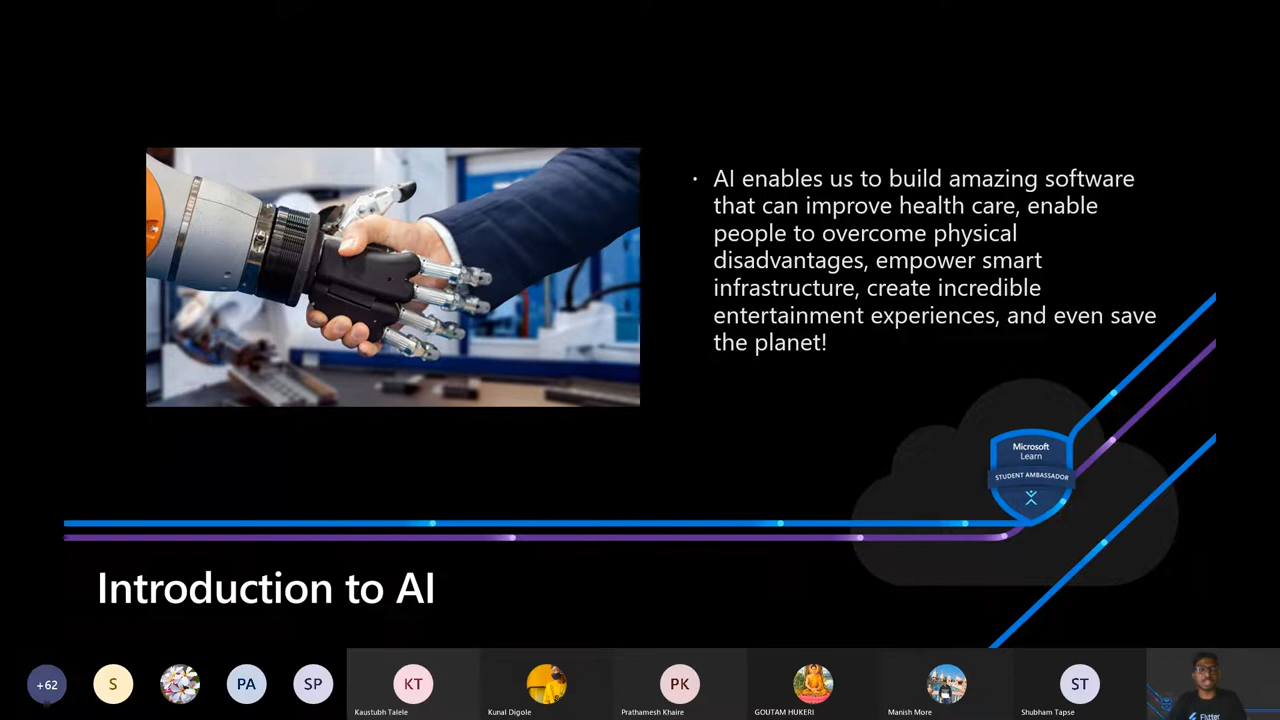 • AI enables us to build amazing software
that can improve health care, enable
people to overcome physical
disadvantages, empower smart
infrastructure, create incredible
entertainment experiences, and even save
the planet!
Microsoft
Learn
STUDENT AMBASSADOR
Introduction to AI
+62
S
PA
SP
KT
PK
ST
Kaustubh Talele
Kunal Digole
Prathamesh Khaire
GOUTAM HUKERI
Manish More
Shubham Tapse
Flutter